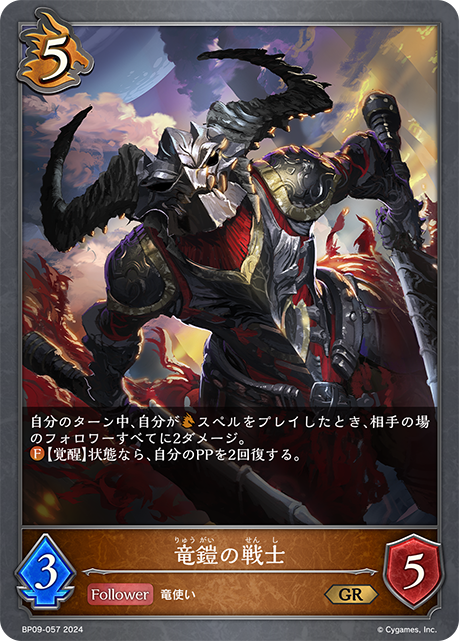 5
自分のターン中、自分がスペルをプレイしたとき、相手の場
のフォロワーすべてに2ダメージ。
F【覚醒】状態なら、自分のPPを2回復する。
りゅうがい せんし
竜鎧の戦士
3
Follower 竜使い
GR
5
BP09-057 2024
© Cygames, Inc.